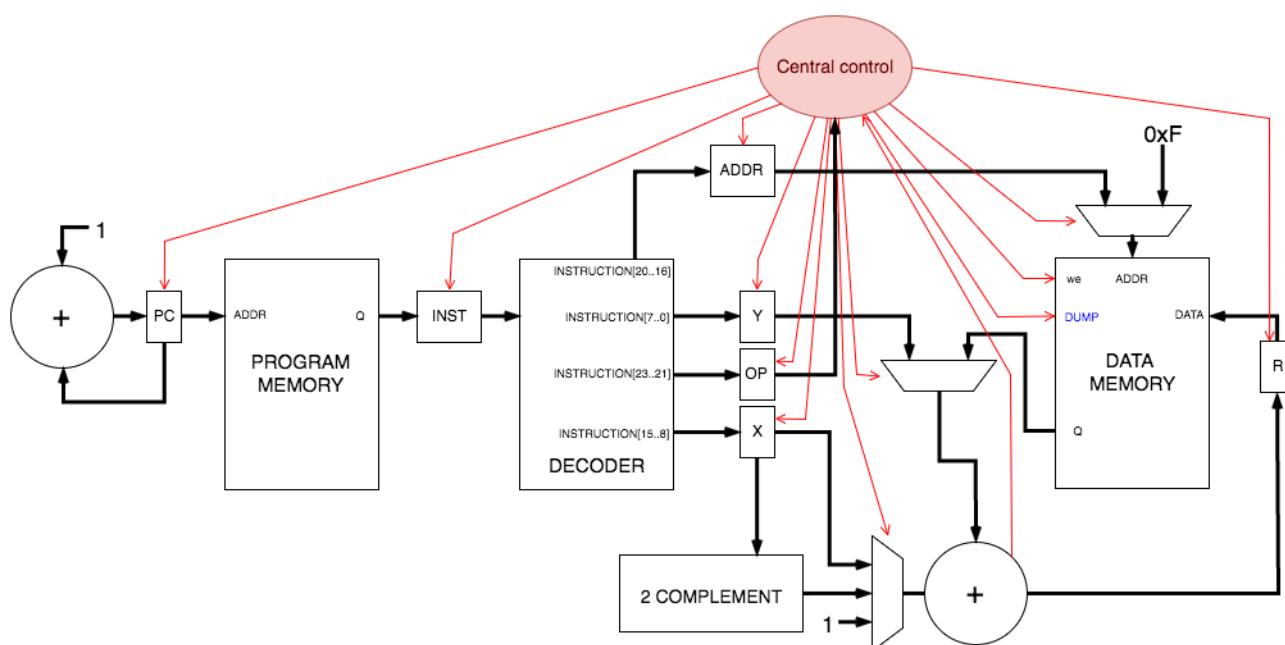 Central control
0xF
ADDR
1
INSTRUCTION[20..16]
we
ADDR
+
PC
ADDR
Q
INST
INSTRUCTION[7..0]
Y
DUMP
DATA
PROGRAM
MEMORY
DATA
MEMORY
R
INSTRUCTION[23..21]
OP
INSTRUCTION[15..8]
X
Q
DECODER
2 COMPLEMENT
+
1